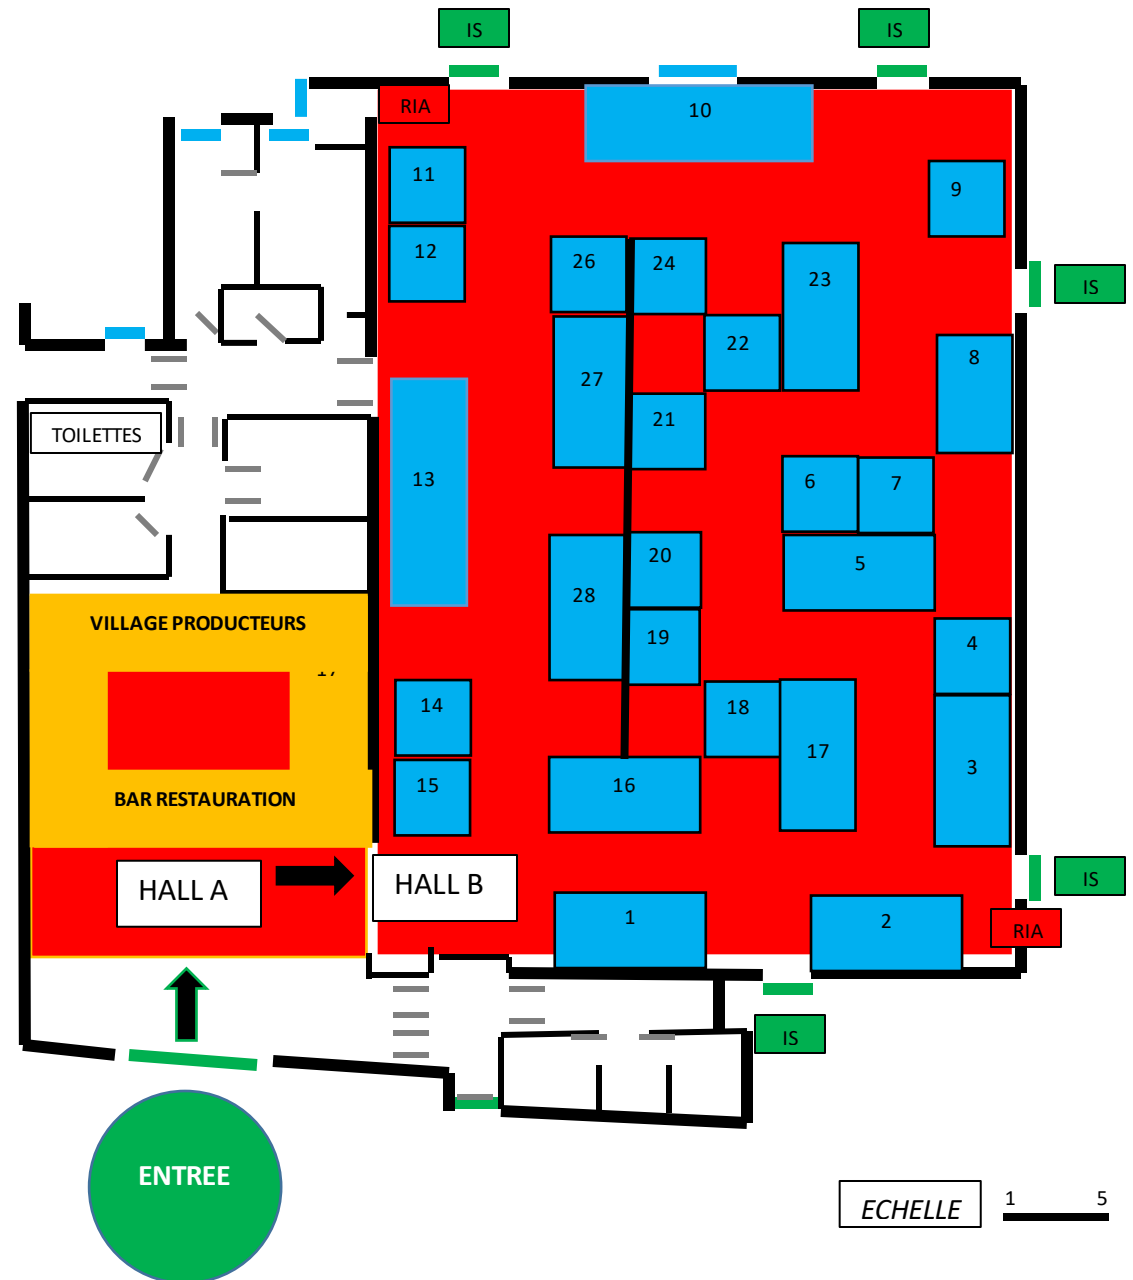 IS
IS
RIA
10
11
9
12
26
24
23
IS
22
8
27
21
TOILETTES
13
6
7
20
5
28
VILLAGE PRODUCTEURS
19
4
14
18
17
3
15
16
BAR RESTAURATION
HALL A
HALL B
IS
1
2
RIA
IS
ENTREE
ECHELLE
1
5